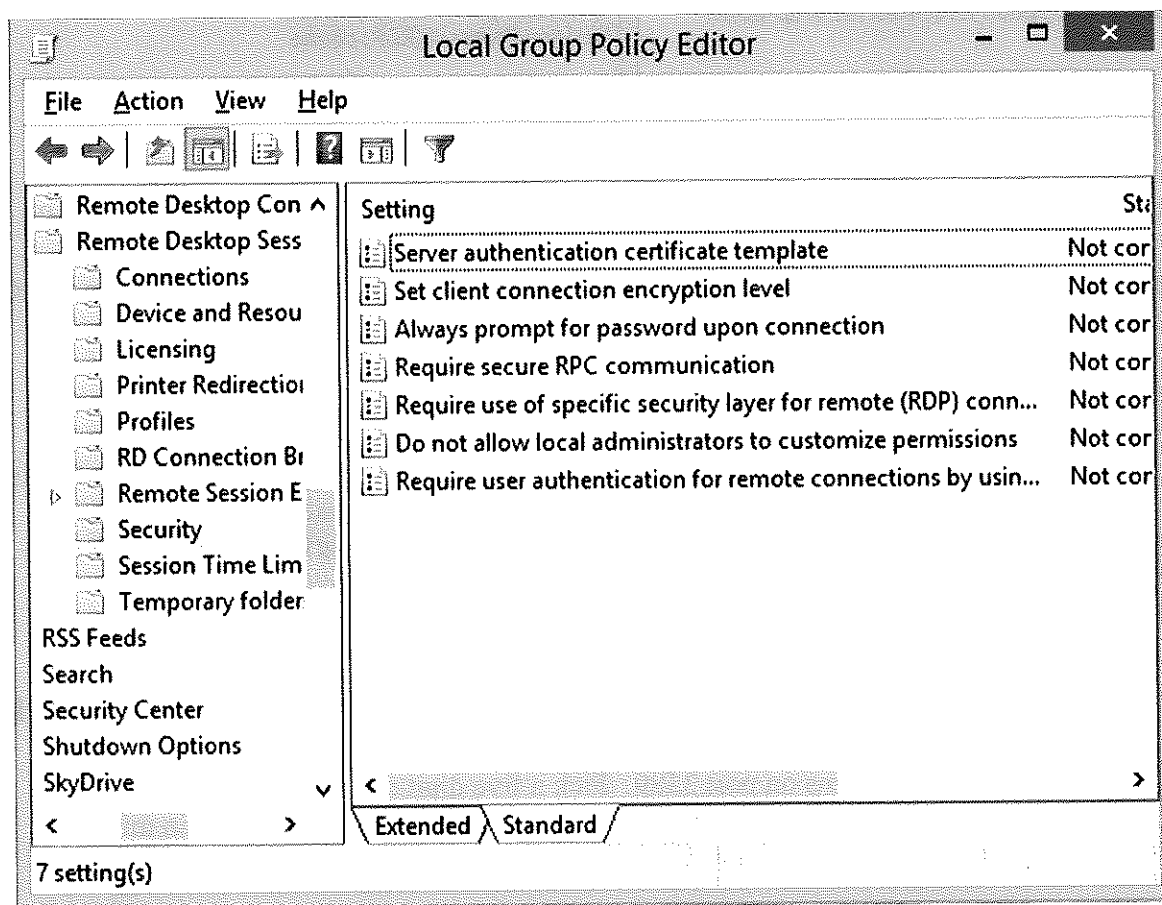 Local Group Policy Editor
File Action View Help
Remote Desktop Con
Remote Desktop Sess
Connections
Device and Resou
Licensing
Printer Redirection
Profiles
RD Connection Br
Remote Session E
Security
Session Time Lim
Temporary folder
RSS Feeds
Search
Security Center
Shutdown Options
SkyDrive
Setting Sta
Server authentication certificate template Not cor
Set client connection encryption level Not cor
Always prompt for password upon connection Not cor
Require secure RPC communication Not cor
Require use of specific security layer for remote (RDP) conn... Not cor
Do not allow local administrators to customize permissions Not cor
Require user authentication for remote connections by usin... Not cor
Extended Standard
7 setting(s)